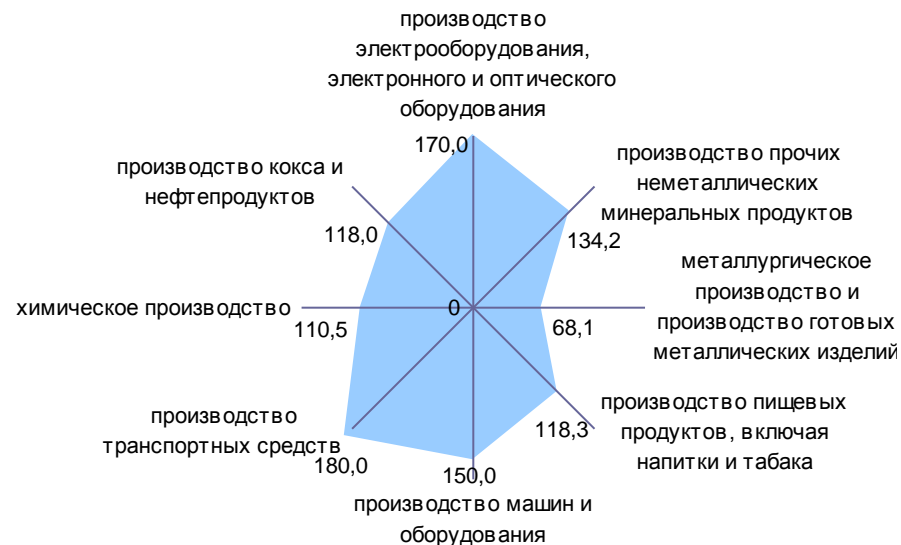 производство
электрооборудования,
электронного и оптического
оборудования
170,0
производство прочих
неметаллических
минеральных продуктов
134,2
металлургическое
производство и
производство готовых
металлических изделий
68,1
производство пищевых
продуктов, включая
напитки и табака
118,3
150,0
производство машин и
оборудования
производство
транспортных средств
180,0
химическое производство
110,5
производство кокса и
нефтепродуктов
118,0
0